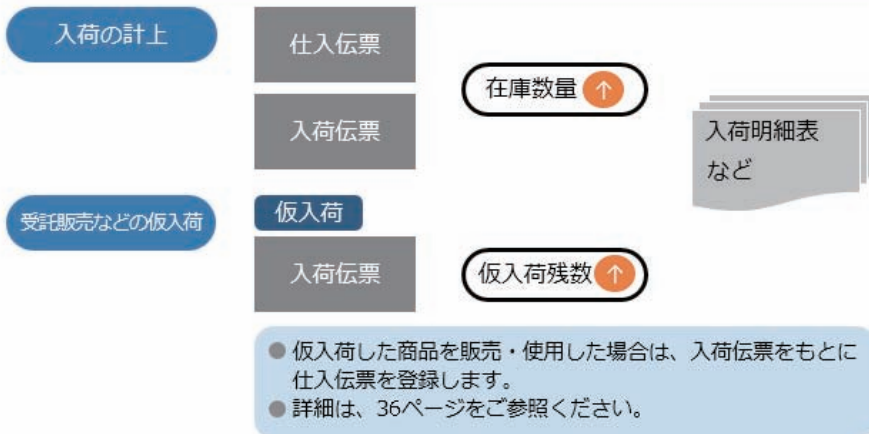 入荷の計上
仕入伝票
入荷伝票
在庫数量↑
入荷明細表
など
受託販売などの仮入荷
仮入荷
入荷伝票
仮入荷残数↑
● 仮入荷した商品を販売・使用した場合は、入荷伝票をもとに
仕入伝票を登録します。
● 詳細は、36ページをご参照ください。